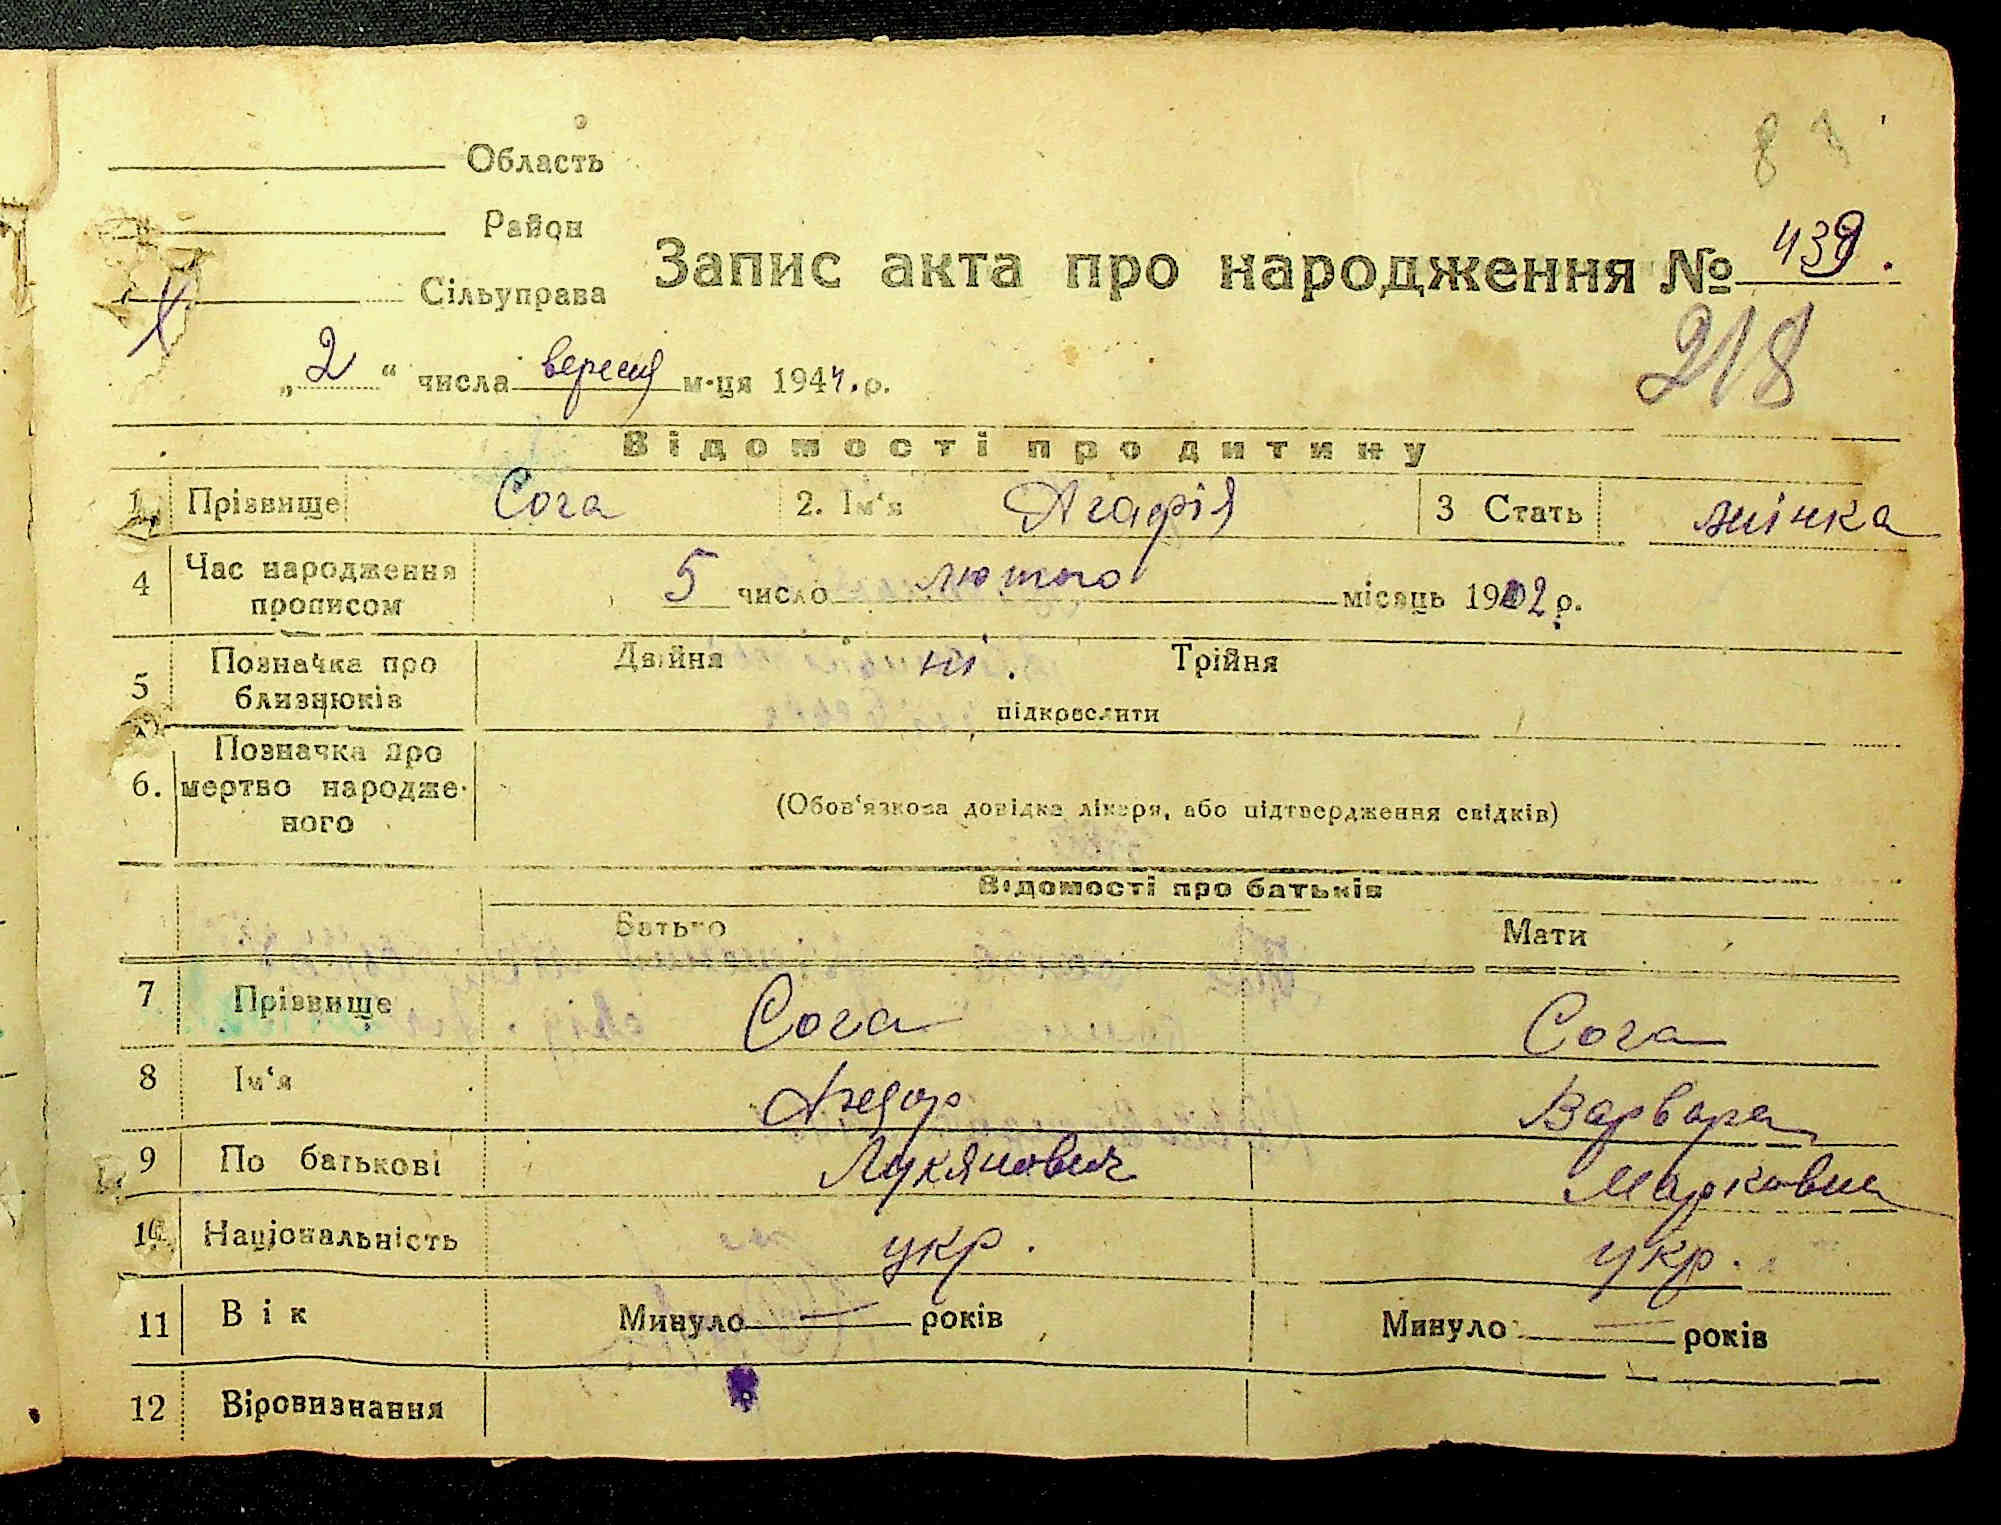 Область
Район
Сільуправа
Запис акта про народження № 439.
218
„2“ числа вересня м-ця 1944. р.
Відомості про дитину
1. Прізвище Сога 2. Ім‘я Агафія 3 Стать жінка
4 Час народження прописом 5 число лютого місяць 1902 р.
5 Позначка про близнюків Двійня ні. Трійня
підкреслити
6. Позначка про мертво народже-ного
(Обов‘язкова довідка лікаря, або підтвердження свідків)
Відомості про батьків
Батько Мати
7 Прізвище Сога Сога
8 Ім‘я Федор Варвара
9 По батькові Лукянович Марковна
10 Національність укр. укр.
11 Вік Минуло — років Минуло — років
12 Віровизнання